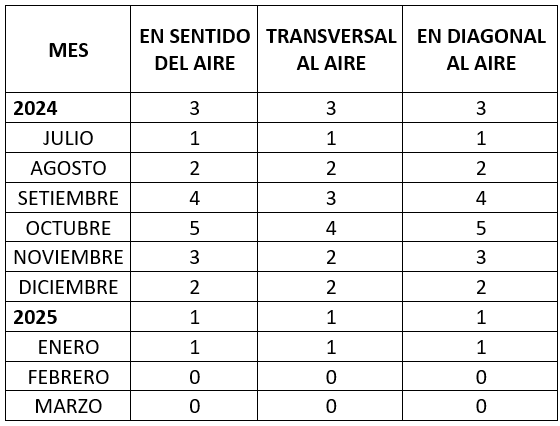 MES EN SENTIDO DEL AIRE TRANSVERSAL AL AIRE EN DIAGONAL AL AIRE
2024 3 3 3
JULIO 1 1 1
AGOSTO 2 2 2
SETIEMBRE 4 3 4
OCTUBRE 5 4 5
NOVIEMBRE 3 2 3
DICIEMBRE 2 2 2
2025 1 1 1
ENERO 1 1 1
FEBRERO 0 0 0
MARZO 0 0 0